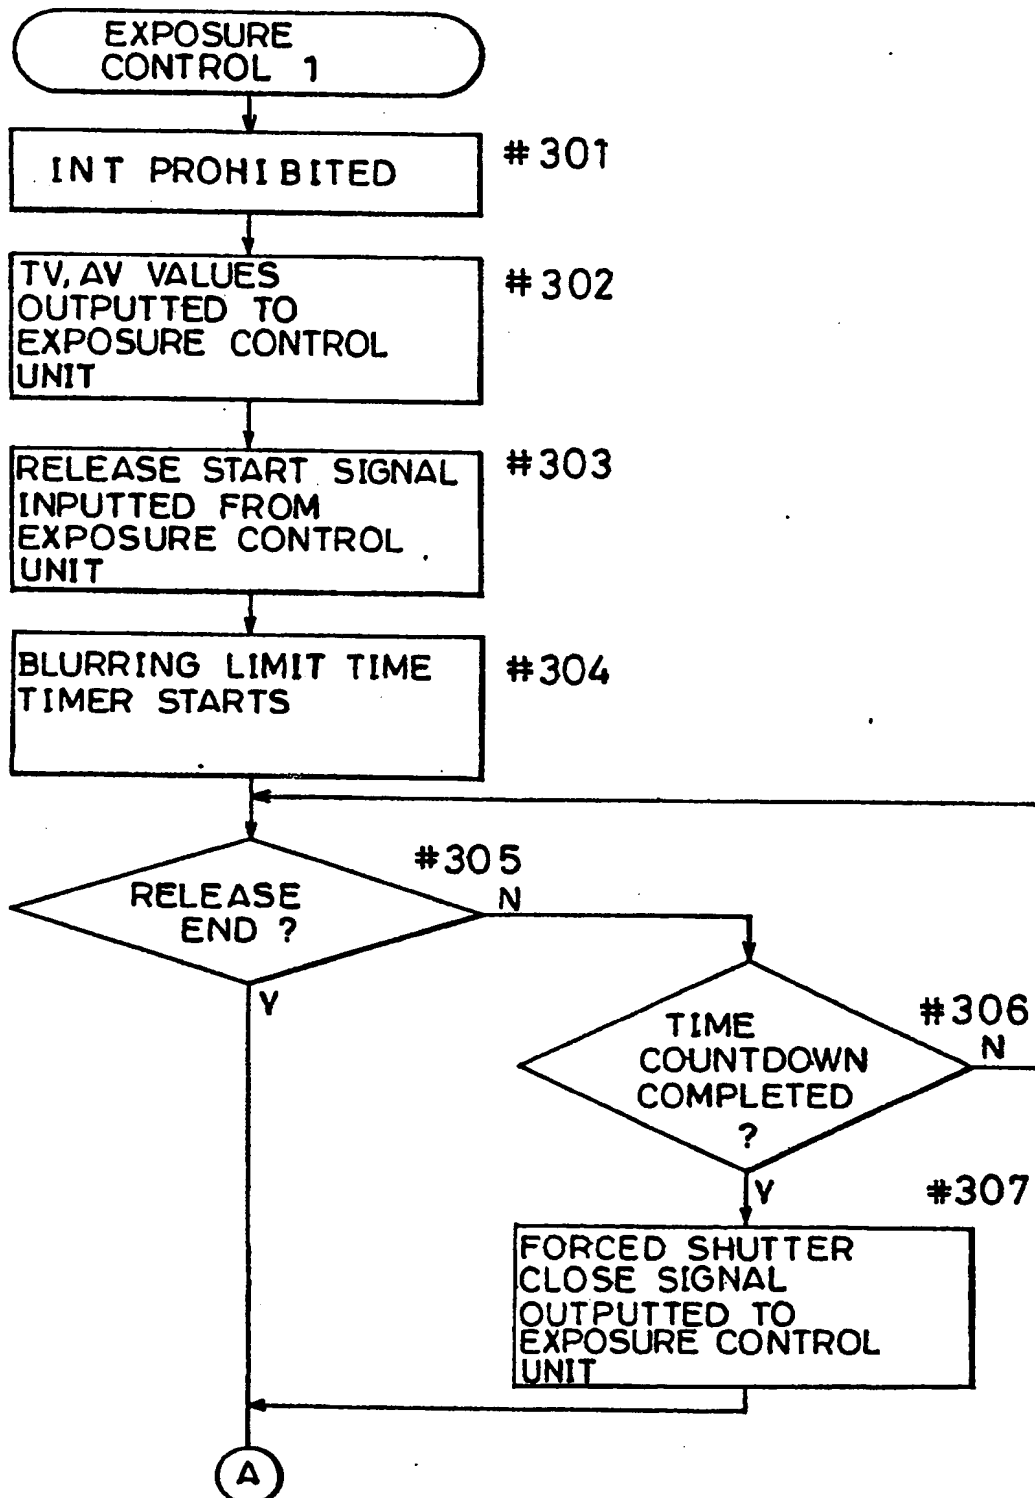 EXPOSURE
CONTROL 1
INT PROHIBITED
#301
TV, AV VALUES
OUTPUTTED TO
EXPOSURE CONTROL
UNIT
#302
RELEASE START SIGNAL
INPUTTED FROM
EXPOSURE CONTROL
UNIT
#303
BLURRING LIMIT TIME
TIMER STARTS
#304
#305
RELEASE
END ?
N
Y
#306
TIME
COUNTDOWN
COMPLETED
?
N
Y
#307
FORCED SHUTTER
CLOSE SIGNAL
OUTPUTTED TO
EXPOSURE CONTROL
UNIT
A